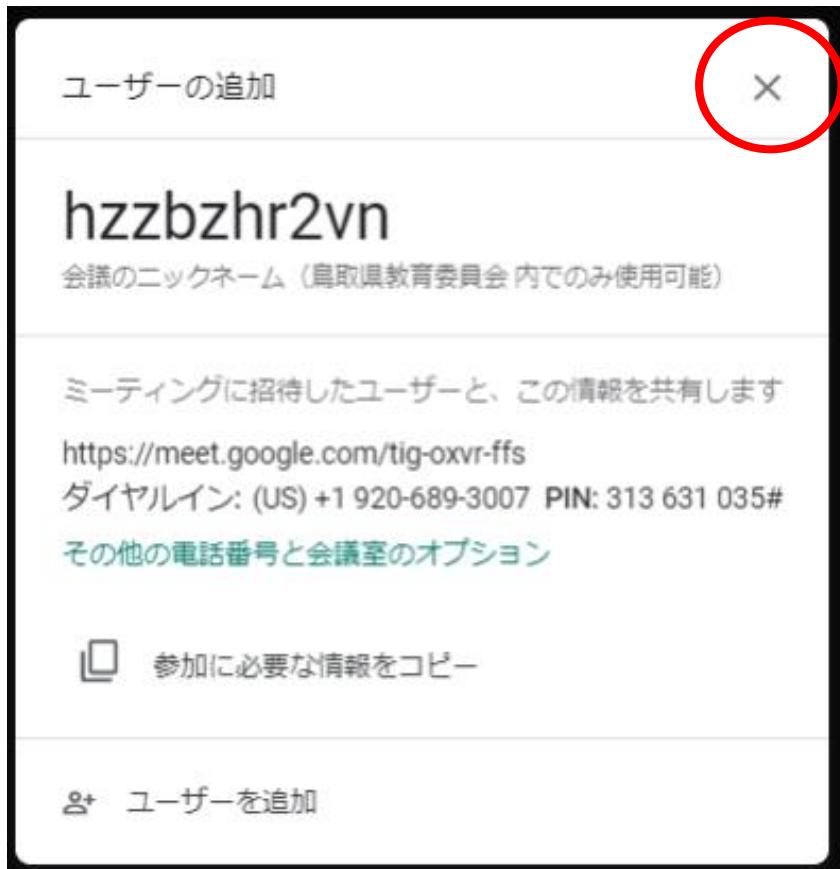 ユーザーの追加
hzzbzhr2vn
会議のニックネーム（鳥取県教育委員会 内でのみ使用可能）
ミーティングに招待したユーザーと、この情報を共有します
https://meet.google.com/tig-oxvr-ffs
ダイヤルイン: (US) +1 920-689-3007 PIN: 313 631 035#
その他の電話番号と会議室のオプション
参加に必要な情報をコピー
ユーザーを追加